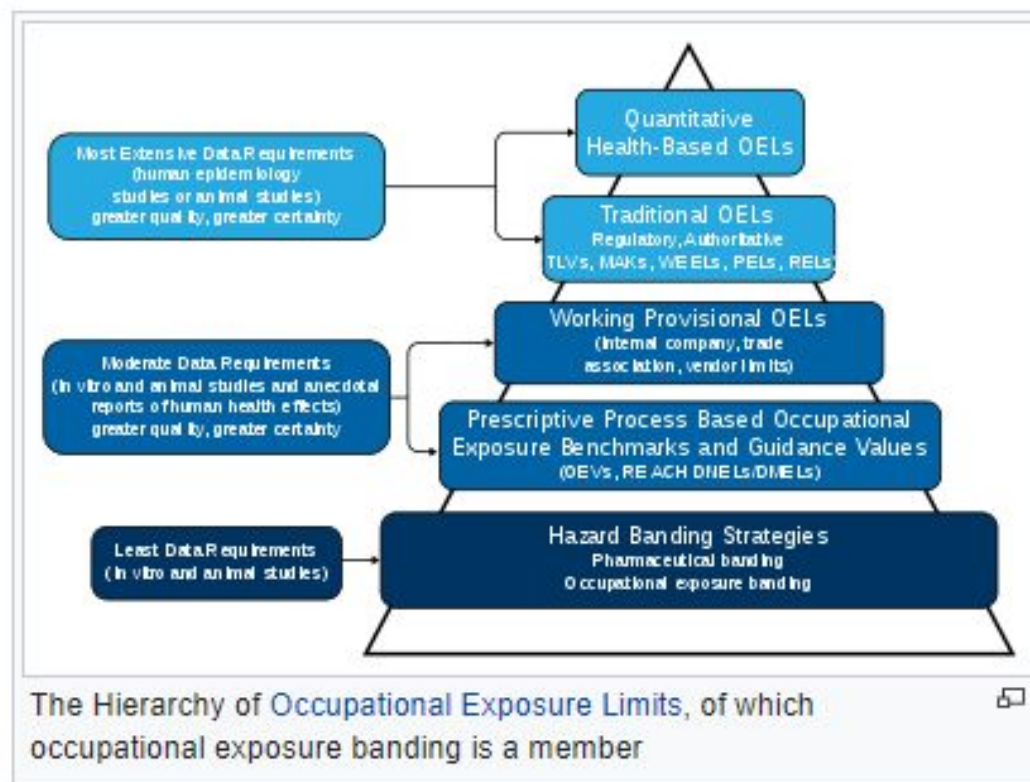 Quantitative
Health-Based OELs
Most Extensive Data Requirements
(human epidemiology
studies or animal studies)
greater quality, greater certainty
Traditional OELs
Regulatory, Authoritative
TLVs, MAKs, WEELs, PELs, RELs)
Working Provisional OELs
(Internal company, trade
association, vendor limits)
Moderate Data Requirements
(In vitro and animal studies and anecdotal
reports of human health effects)
greater quality, greater certainty
Prescriptive Process Based Occupational
Exposure Benchmarks and Guidance Values
(OEVs, REACH DNELs/DMELs)
Hazard Banding Strategies
Pharmaceutical banding
Occupational exposure banding
Least Data Requirements
(In vitro and animal studies)
The Hierarchy of Occupational Exposure Limits, of which
occupational exposure banding is a member